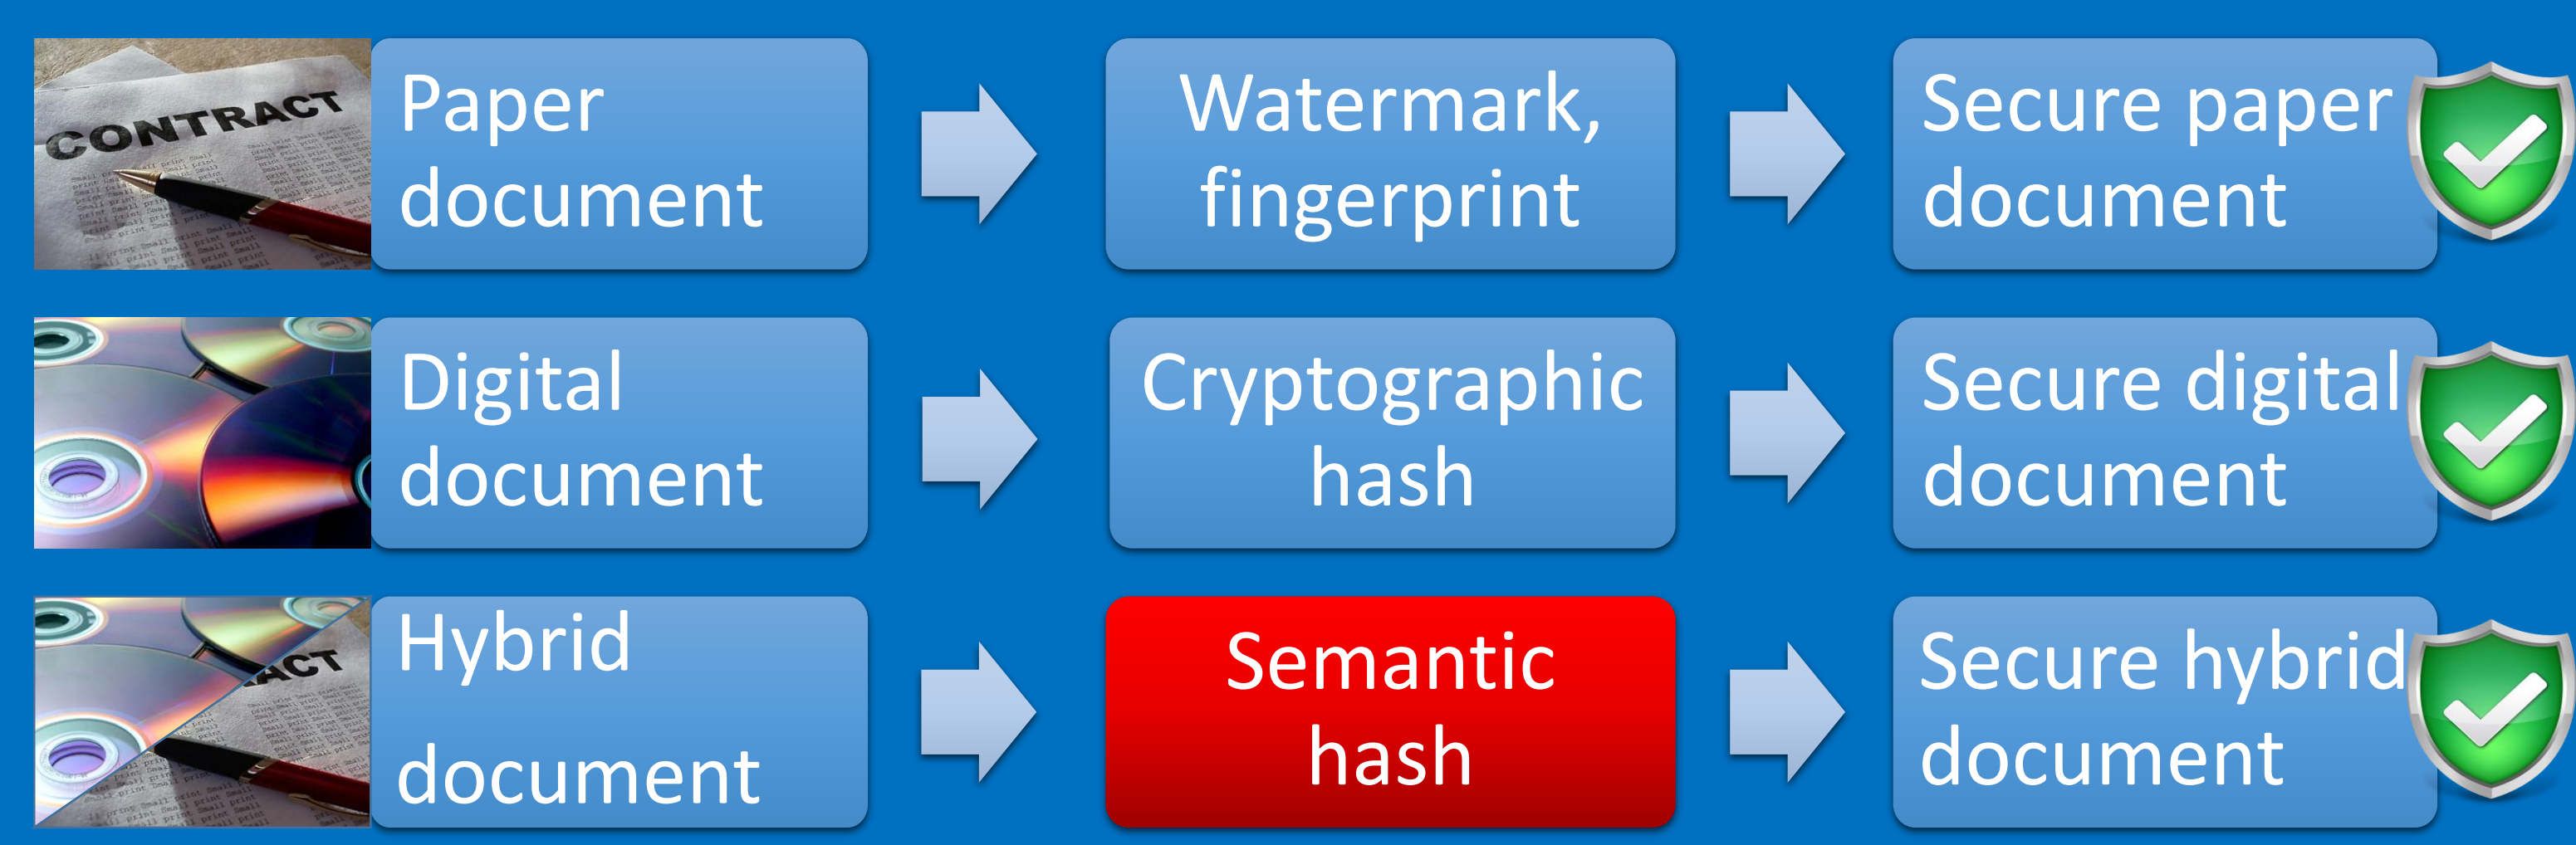 CONTRACT
Paper
document
Watermark,
fingerprint
Secure paper
document
Digital
document
Cryptographic
hash
Secure digital
document
ACT
Hybrid
document
Semantic
hash
Secure hybrid
document